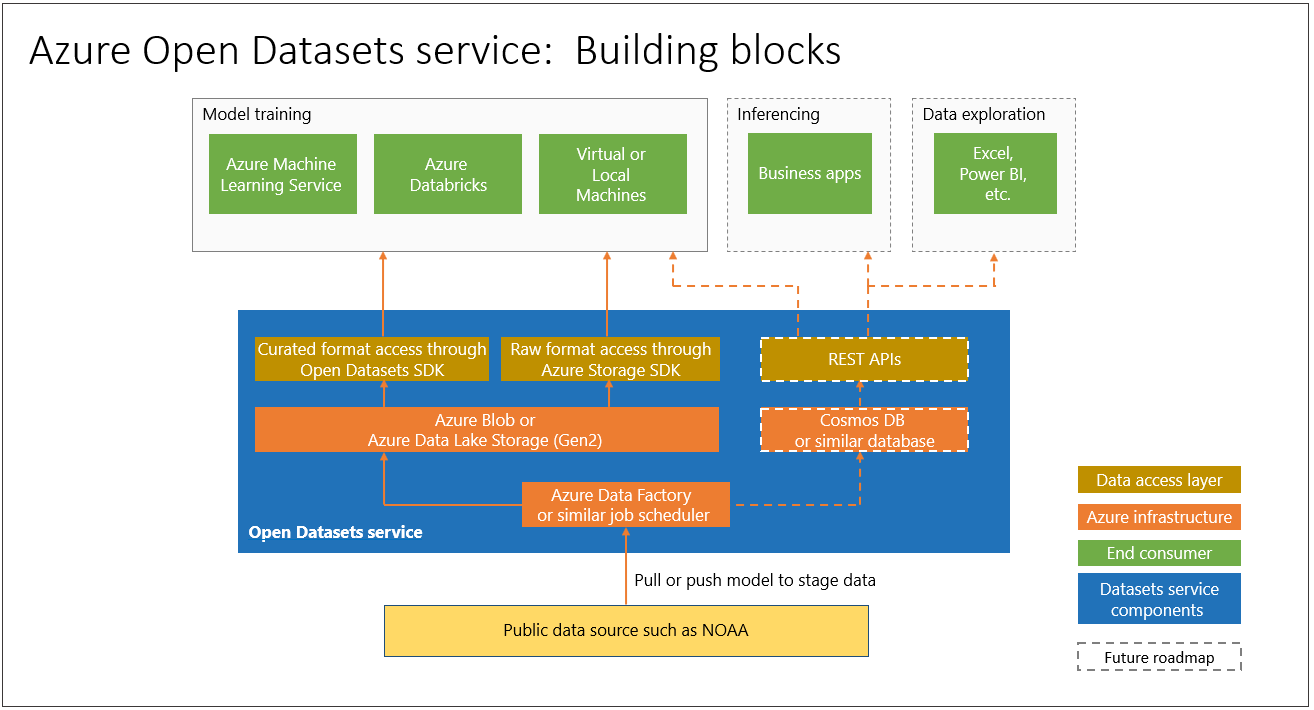 Azure Open Datasets service:  Building blocks
Model training
Azure Machine
Learning Service
Azure
Databricks
Virtual or
Local
Machines
Inferencing
Business apps
Data exploration
Excel,
Power BI,
etc.
Curated format access through
Open Datasets SDK
Raw format access through
Azure Storage SDK
REST APIs
Azure Blob or
Azure Data Lake Storage (Gen2)
Cosmos DB
or similar database
Azure Data Factory
or similar job scheduler
Open Datasets service
Pull or push model to stage data
Public data source such as NOAA
Data access layer
Azure infrastructure
End consumer
Datasets service
components
Future roadmap